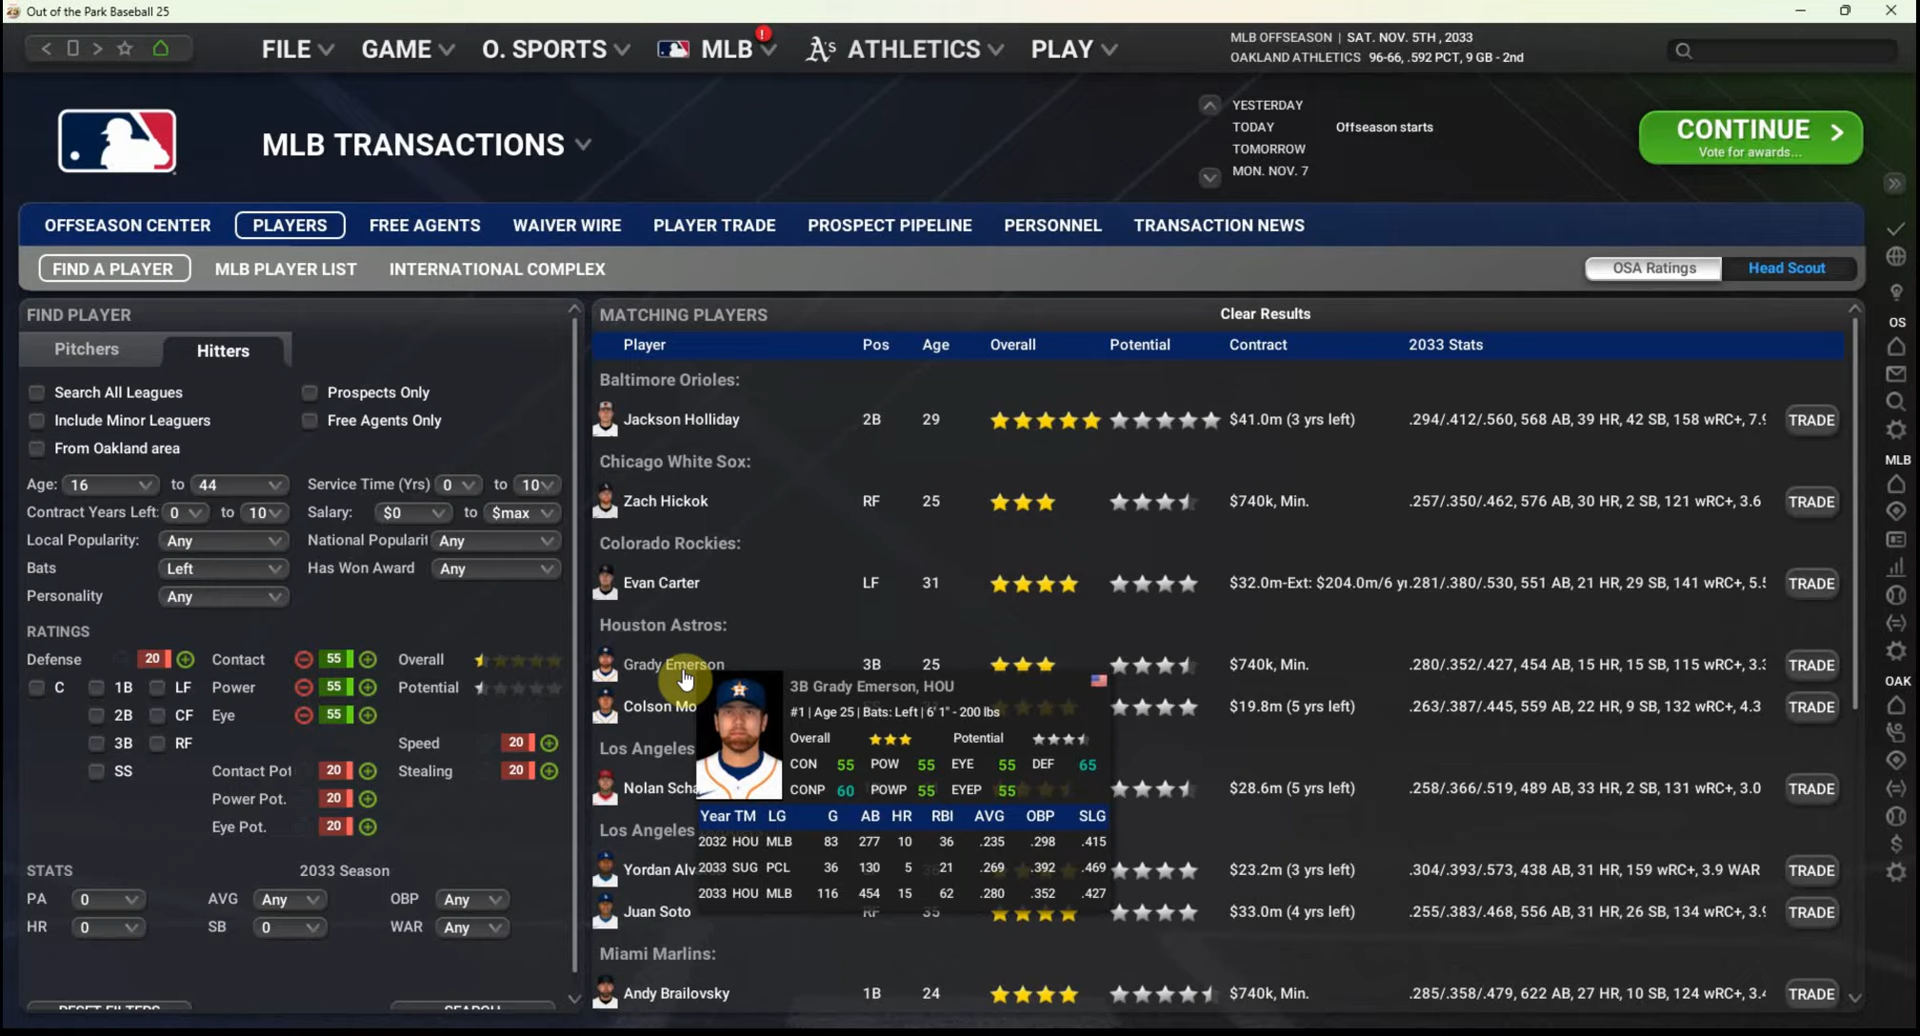 Out of the Park Baseball 25
FILE GAME O. SPORTS MLB ! A's ATHLETICS PLAY
MLB OFFSEASON | SAT. NOV. 5TH , 2033
OAKLAND ATHLETICS 96-66, .592 PCT, 9 GB - 2nd
MLB TRANSACTIONS
YESTERDAY
TODAY Offseason starts
TOMORROW
MON. NOV. 7
CONTINUE
Vote for awards...
OFFSEASON CENTER PLAYERS FREE AGENTS WAIVER WIRE PLAYER TRADE PROSPECT PIPELINE PERSONNEL TRANSACTION NEWS
FIND A PLAYER MLB PLAYER LIST INTERNATIONAL COMPLEX OSA Ratings Head Scout
FIND PLAYER
Pitchers Hitters
Search All Leagues Prospects Only
Include Minor Leaguers Free Agents Only
From Oakland area
Age: 16 to 44 Service Time (Yrs) 0 to 10
Contract Years Left: 0 to 10 Salary: $0 to $max
Local Popularity: Any National Popularit Any
Bats Left Has Won Award Any
Personality Any
RATINGS
Defense 20 Contact 55 Overall
C 1B LF Power 55 Potential
2B CF Eye 55
3B RF Speed 20
SS Contact Pot 20 Stealing 20
Power Pot. 20
Eye Pot. 20
STATS 2033 Season
PA 0 AVG Any OBP Any
HR 0 SB 0 WAR Any
RESET FILTERS SEARCH
MATCHING PLAYERS Clear Results
Player Pos Age Overall Potential Contract 2033 Stats
Baltimore Orioles:
Jackson Holliday 2B 29 $41.0m (3 yrs left) .294/.412/.560, 568 AB, 39 HR, 42 SB, 158 wRC+, 7.9 TRADE
Chicago White Sox:
Zach Hickok RF 25 $740k, Min. .257/.350/.462, 576 AB, 30 HR, 2 SB, 121 wRC+, 3.6 TRADE
Colorado Rockies:
Evan Carter LF 31 $32.0m-Ext: $204.0m/6 yı .281/.380/.530, 551 AB, 21 HR, 29 SB, 141 wRC+, 5.5 TRADE
Houston Astros:
Grady Emerson 3B 25 $740k, Min. .280/.352/.427, 454 AB, 15 HR, 15 SB, 115 wRC+, 3.3 TRADE
Colson Mo $19.8m (5 yrs left) .263/.387/.445, 559 AB, 22 HR, 9 SB, 132 wRC+, 4.3 TRADE
Los Angeles
Nolan Scha $28.6m (5 yrs left) .258/.366/.519, 489 AB, 33 HR, 2 SB, 131 wRC+, 3.0 TRADE
Los Angeles
Yordan Alv $23.2m (3 yrs left) .304/.393/.573, 438 AB, 31 HR, 159 wRC+, 3.9 WAR TRADE
Juan Soto RF 35 $33.0m (4 yrs left) .255/.383/.468, 556 AB, 31 HR, 26 SB, 134 wRC+, 3.9 TRADE
Miami Marlins:
Andy Brailovsky 1B 24 $740k, Min. .285/.358/.479, 622 AB, 27 HR, 10 SB, 124 wRC+, 3.4 TRADE
3B Grady Emerson, HOU
#1 | Age 25 | Bats: Left | 6' 1" - 200 lbs
Overall Potential
CON 55 POW 55 EYE 55 DEF 65
CONP 60 POWP 55 EYEP 55
Year TM LG G AB HR RBI AVG OBP SLG
2032 HOU MLB 83 277 10 36 .235 .298 .415
2033 SUG PCL 36 130 5 21 .269 .392 .469
2033 HOU MLB 116 454 15 62 .280 .352 .427
OS
MLB
OAK